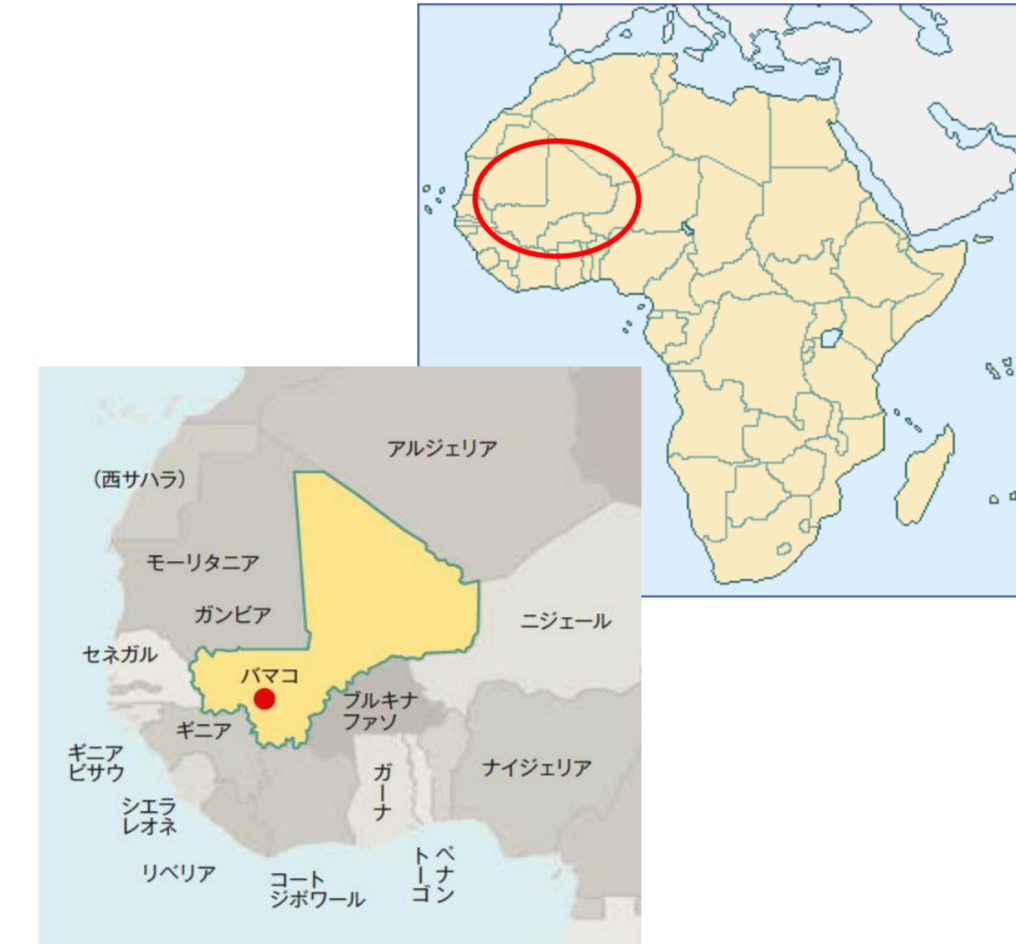 アルジェリア
（西サハラ）
モーリタニア
ガンビア
ニジェール
セネガル
バマコ
ブルキナ
ファソ
ギニア
ギニア
ビサウ
ガーナ
ナイジェリア
シエラ
レオネ
リベリア
コート
ジボワール
トーゴ
ベナン